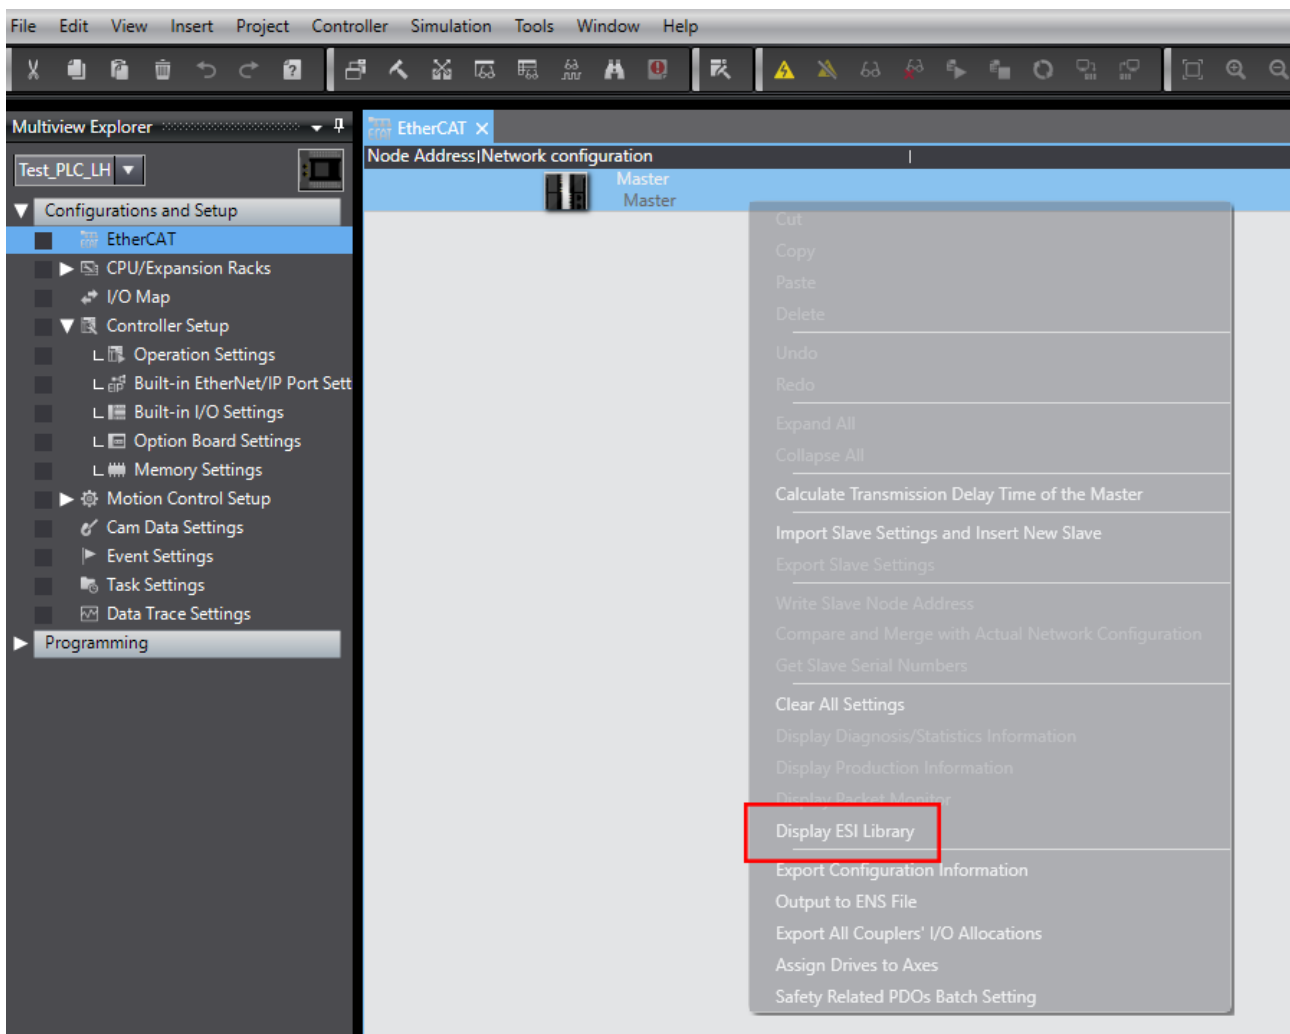 File Edit View Insert Project Controller Simulation Tools Window Help
Multiview Explorer
EtherCAT
Test_PLC_LH
Node Address Network configuration
Master
Master
Configurations and Setup
EtherCAT
CPU/Expansion Racks
I/O Map
Controller Setup
Operation Settings
Built-in EtherNet/IP Port Sett
Built-in I/O Settings
Option Board Settings
Memory Settings
Motion Control Setup
Cam Data Settings
Event Settings
Task Settings
Data Trace Settings
Programming
Cut
Copy
Paste
Delete
Undo
Redo
Expand All
Collapse All
Calculate Transmission Delay Time of the Master
Import Slave Settings and Insert New Slave
Export Slave Settings
Write Slave Node Address
Compare and Merge with Actual Network Configuration
Get Slave Serial Numbers
Clear All Settings
Display Diagnosis/Statistics Information
Display Production Information
Display Packet Monitor
Display ESI Library
Export Configuration Information
Output to ENS File
Export All Couplers' I/O Allocations
Assign Drives to Axes
Safety Related PDOs Batch Setting